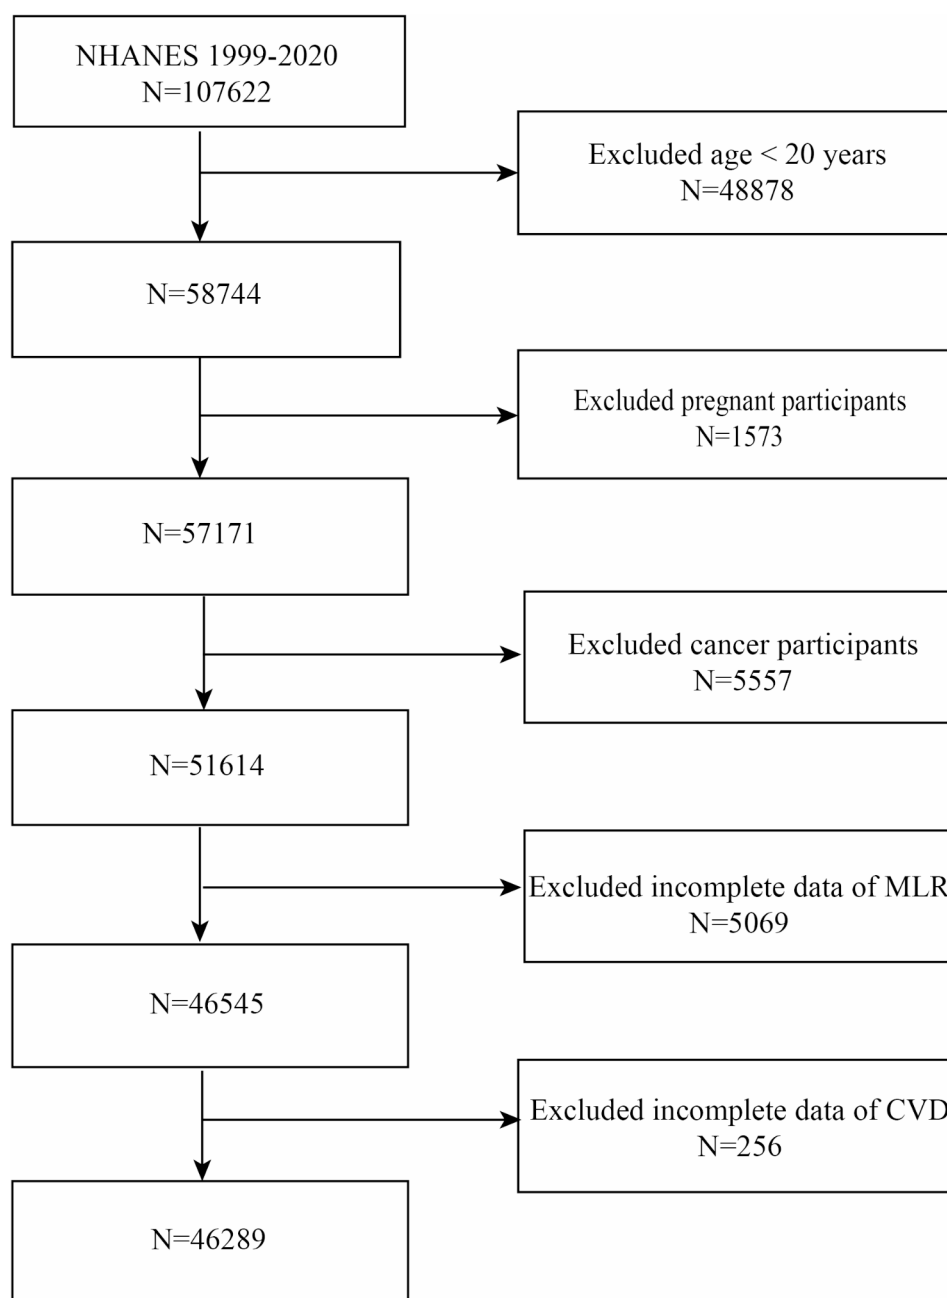 NHANES 1999-2020
N=107622
Excluded age < 20 years
N=48878
N=58744
Excluded pregnant participants
N=1573
N=57171
Excluded cancer participants
N=5557
N=51614
Excluded incomplete data of MLR
N=5069
N=46545
Excluded incomplete data of CVD
N=256
N=46289